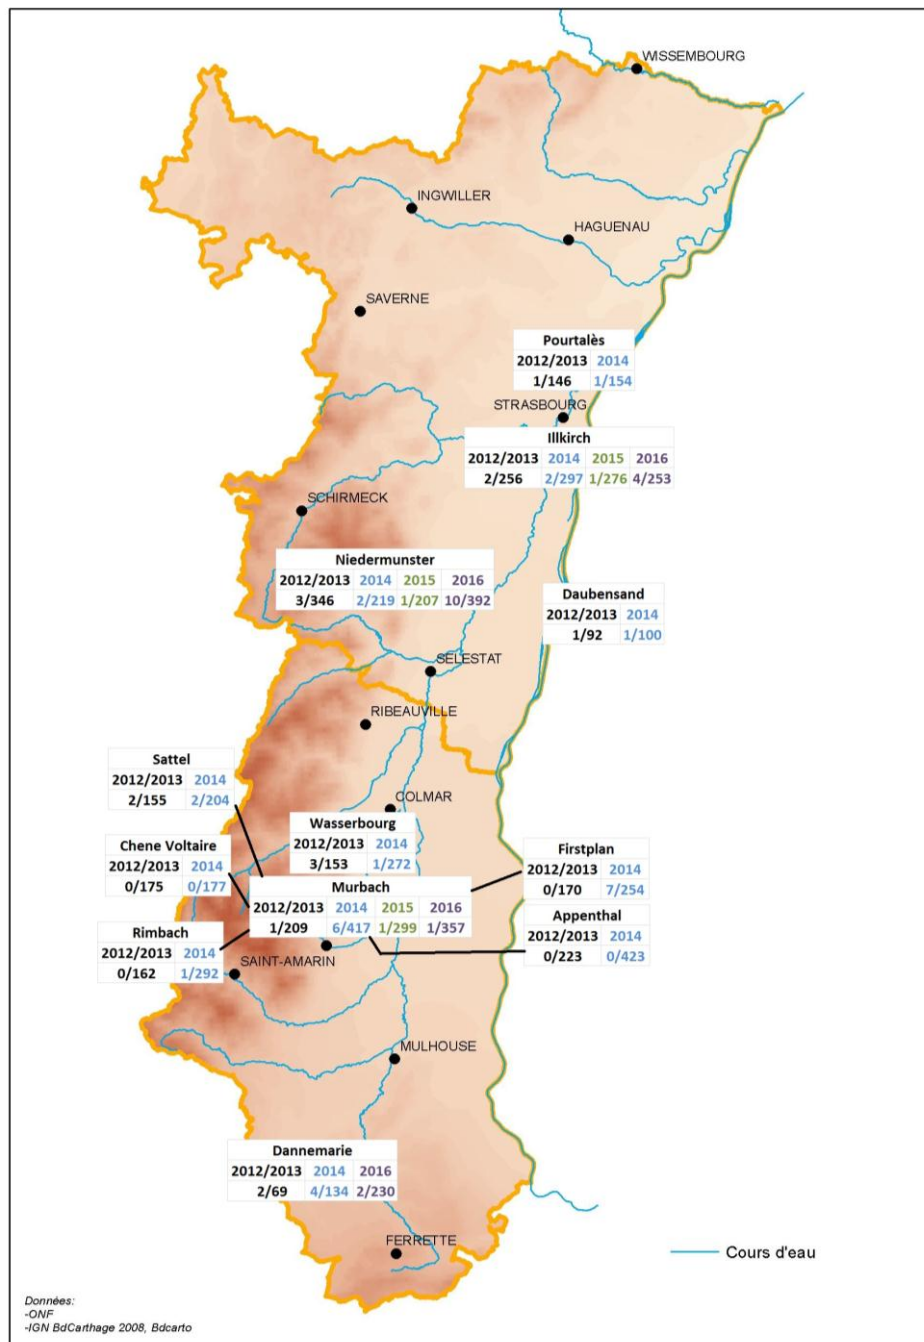 WISSEMBOURG
INGWILLER
HAGUENAU
SAVERNE
Pourtalès
2012/2013 2014
1/146 1/154
STRASBOURG
Illkirch
2012/2013 2014 2015 2016
2/256 2/297 1/276 4/253
SCHIRMECK
Niedermunster
2012/2013 2014 2015 2016
3/346 2/219 1/207 10/392
Daubensand
2012/2013 2014
1/92 1/100
SELESTAT
RIBEAUVILLE
Sattel
2012/2013 2014
2/155 2/204
COLMAR
Wasserbourg
2012/2013 2014
3/153 1/272
Chene Voltaire
2012/2013 2014
0/175 0/177
Firstplan
2012/2013 2014
0/170 7/254
Murbach
2012/2013 2014 2015 2016
1/209 6/417 1/299 1/357
Appenthal
2012/2013 2014
0/223 0/423
Rimbach
2012/2013 2014
0/162 1/292
SAINT-AMARIN
MULHOUSE
Dannemarie
2012/2013 2014 2016
2/69 4/134 2/230
FERRETTE
Cours d'eau
Données:
-ONF
-IGN BdCarthage 2008, Bdcarto